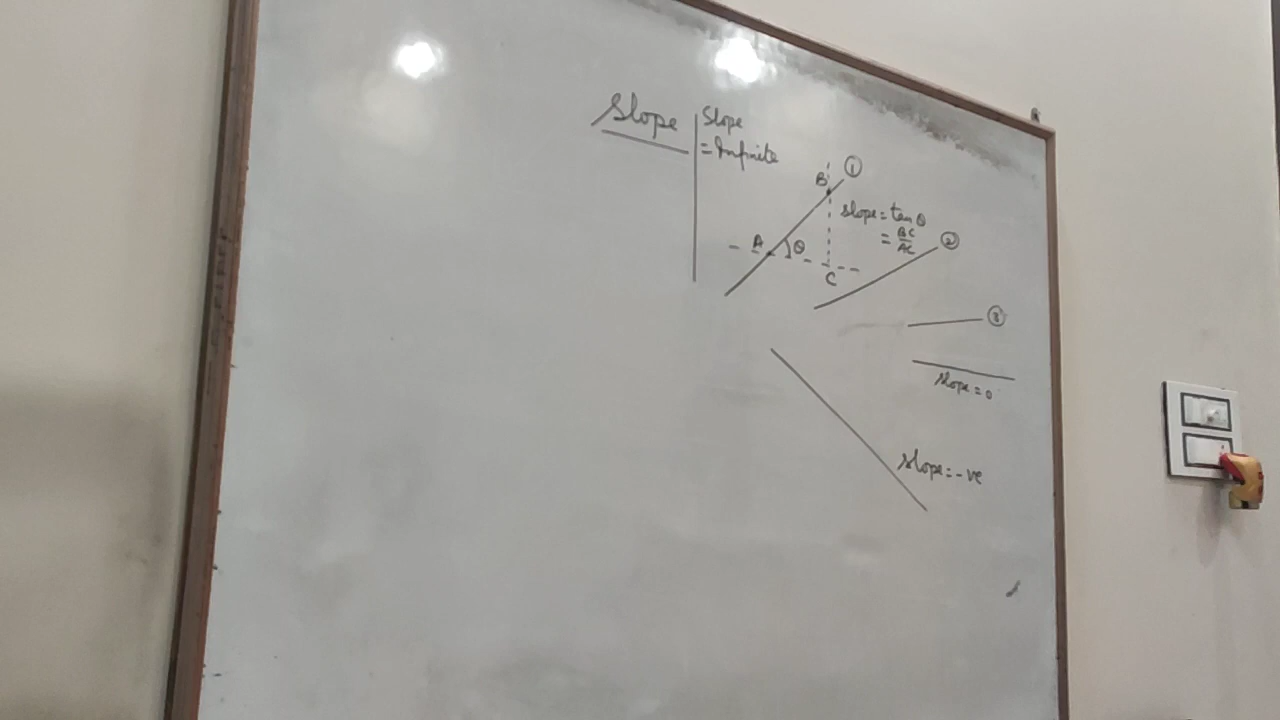 Slope
Slope
= Infinite
①
B
slope = tan θ
= BC/AC
A
θ
C
②
③
slope = 0
slope = -ve